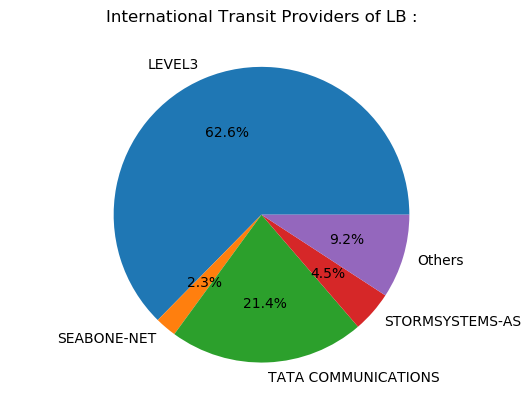 International Transit Providers of LB :
LEVEL3
62.6%
2.3%
SEABONE-NET
21.4%
TATA COMMUNICATIONS
4.5%
STORMSYSTEMS-AS
9.2%
Others